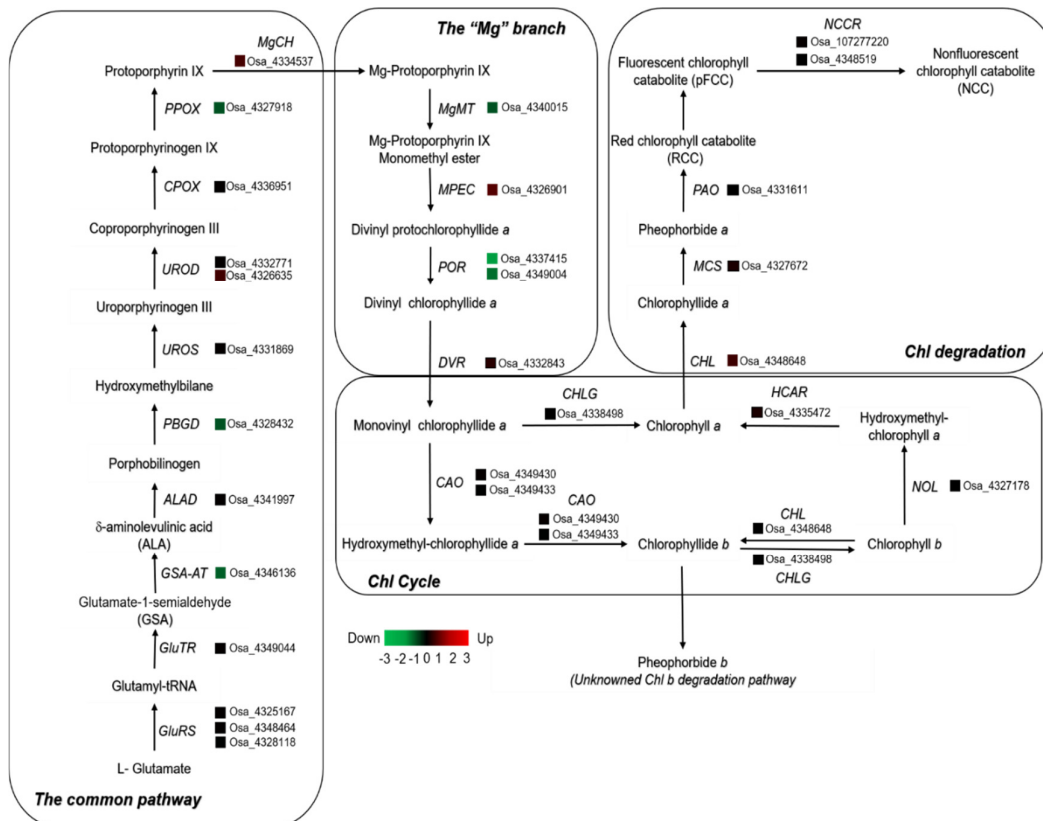 MgCH
Osa_4334537
Protoporphyrin IX
PPOX
Osa_4327918
Protoporphyrinogen IX
CPOX
Osa_4336951
Coproporphyrinogen III
UROD
Osa_4332771
Osa_4326635
Uroporphyrinogen III
UROS
Osa_4331869
Hydroxymethylbilane
PBGD
Osa_4328432
Porphobilinogen
ALAD
Osa_4341997
δ-aminolevulinic acid
(ALA)
GSA-AT
Osa_4346136
Glutamate-1-semialdehyde
(GSA)
GluTR
Osa_4349044
Glutamyl-tRNA
GluRS
Osa_4325167
Osa_4348464
Osa_4328118
L- Glutamate
The common pathway
The “Mg” branch
Mg-Protoporphyrin IX
MgMT
Osa_4340015
Mg-Protoporphyrin IX
Monomethyl ester
MPEC
Osa_4326901
Divinyl protochlorophyllide a
POR
Osa_4337415
Osa_4349004
Divinyl chlorophyllide a
DVR
Osa_4332843
NCCR
Osa_107277220
Osa_4348519
Fluorescent chlorophyll
catabolite (pFCC)
Nonfluorescent
chlorophyll catabolite
(NCC)
Red chlorophyll catabolite
(RCC)
PAO
Osa_4331611
Pheophorbide a
MCS
Osa_4327672
Chlorophyllide a
CHL
Osa_4348648
Chl degradation
CHLG
Osa_4338498
HCAR
Osa_4335472
Monovinyl chlorophyllide a
Chlorophyll a
Hydroxymethyl-
chlorophyll a
CAO
Osa_4349430
Osa_4349433
CAO
Osa_4349430
Osa_4349433
NOL
Osa_4327178
CHL
Osa_4348648
Hydroxymethyl-chlorophyllide a
Chlorophyllide b
Chlorophyll b
Osa_4338498
CHLG
Chl Cycle
Down
Up
-3 -2 -1 0 1 2 3
Pheophorbide b
(Unknowned Chl b degradation pathway